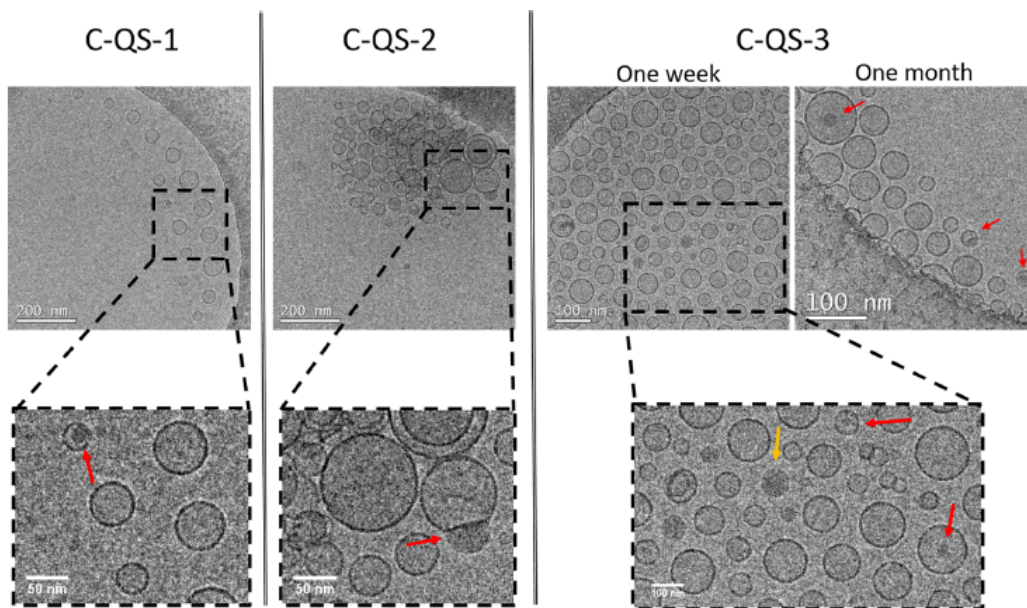 C-QS-1
C-QS-2
C-QS-3
One week
One month
200 nm
200 nm
100 nm
100 nm
50 nm
50 nm
100 nm